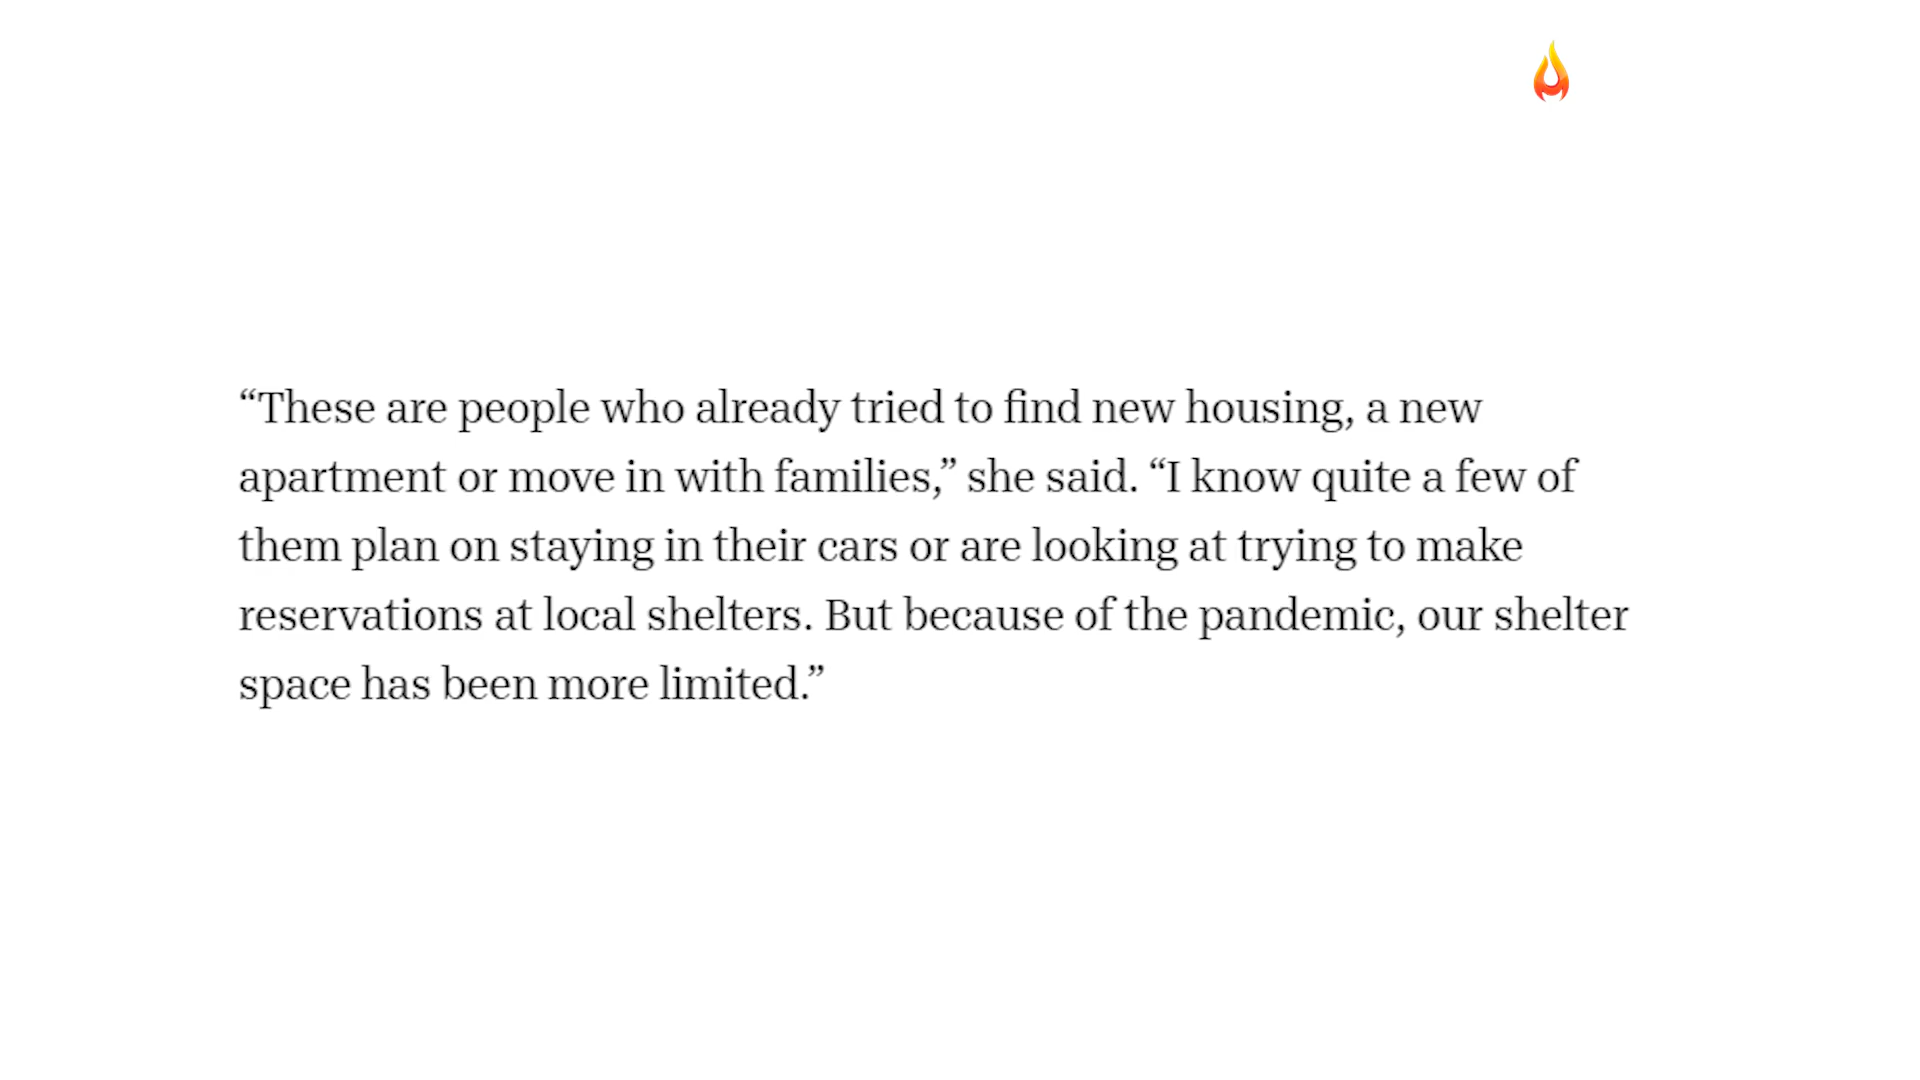 “These are people who already tried to find new housing, a new
apartment or move in with families,” she said. “I know quite a few of
them plan on staying in their cars or are looking at trying to make
reservations at local shelters. But because of the pandemic, our shelter
space has been more limited.”